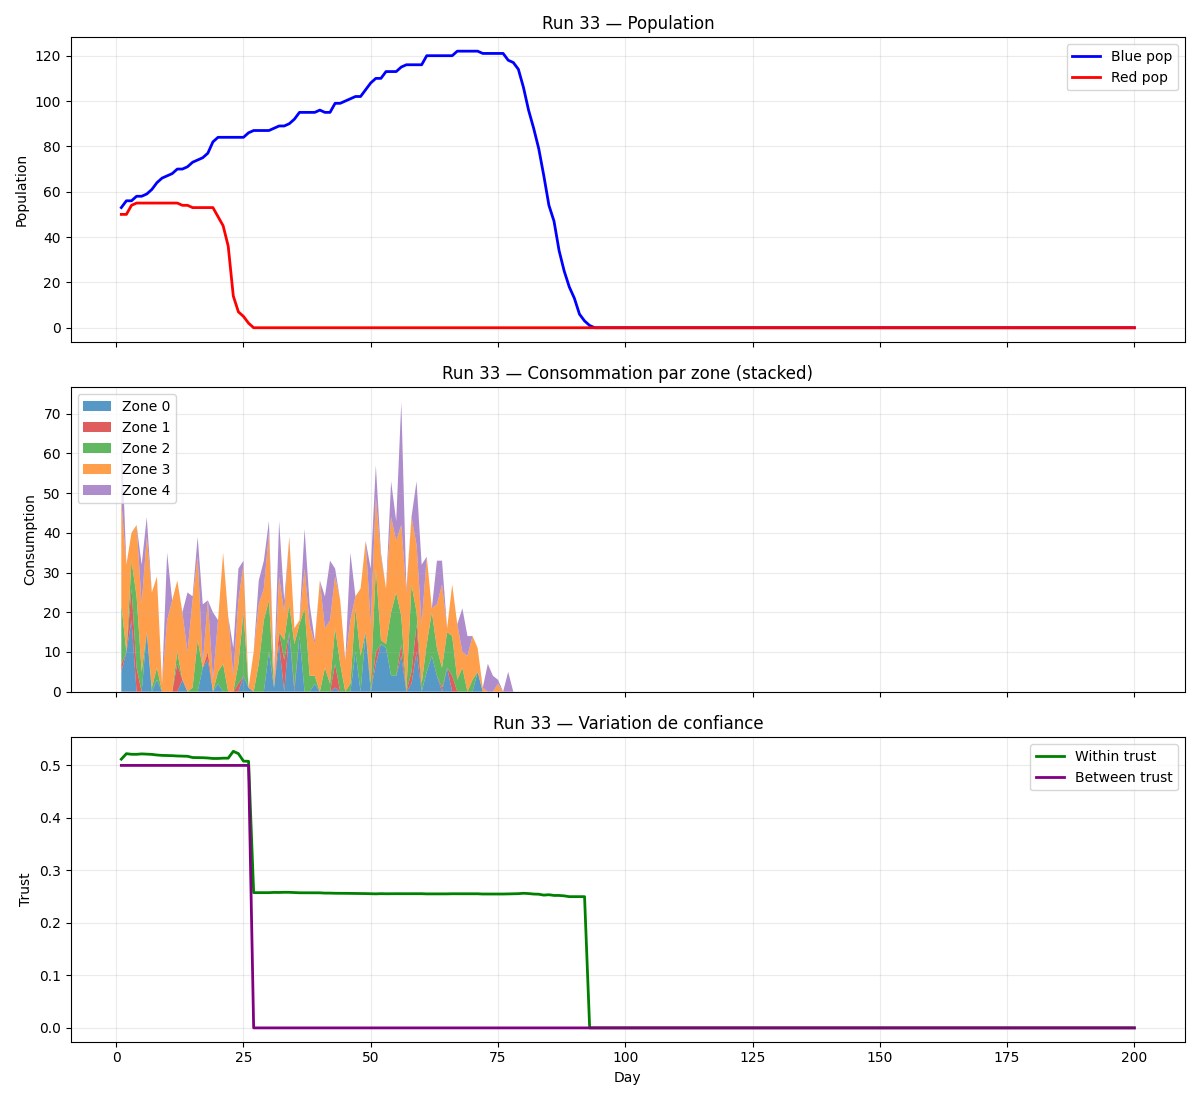 Run 33 — Population
120
100
80
60
40
20
0
Population
Blue pop
Red pop
Run 33 — Consommation par zone (stacked)
70
60
50
40
30
20
10
0
Consumption
Zone 0
Zone 1
Zone 2
Zone 3
Zone 4
Run 33 — Variation de confiance
0.5
0.4
0.3
0.2
0.1
0.0
Trust
Within trust
Between trust
0 25 50 75 100 125 150 175 200
Day